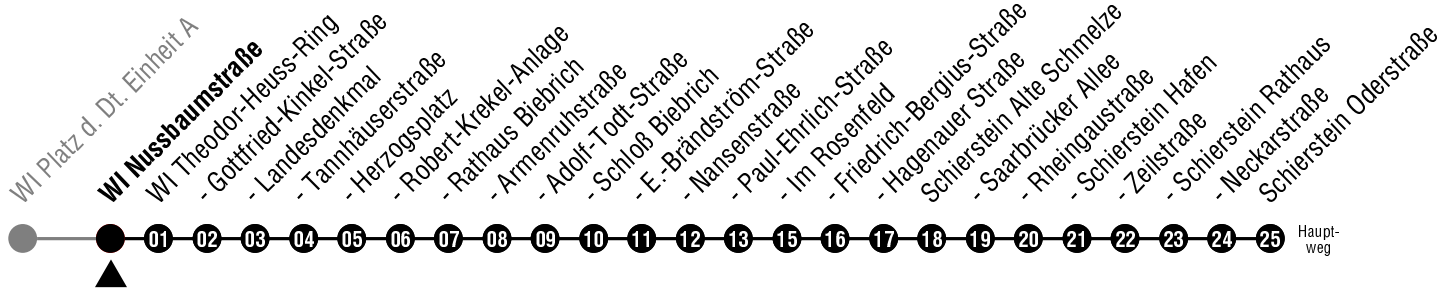 WI Platz d. Dt. Einheit A
WI Nussbaumstraße
WI Theodor-Heuss-Ring
- Gottfried-Kinkel-Straße
- Landesdenkmal
- Tannhäuserstraße
- Herzogsplatz
- Robert-Krekel-Anlage
- Rathaus Biebrich
- Armenruhstraße
- Adolf-Todt-Straße
- Schloß Biebrich
- E.-Brändström-Straße
- Nansenstraße
- Paul-Ehrlich-Straße
- Im Rosenfeld
- Friedrich-Bergius-Straße
- Hagenauer Straße
Schierstein Alte Schmelze
- Saarbrücker Allee
- Rheingaustraße
- Schierstein Hafen
- Zeilstraße
- Schierstein Rathaus
- Neckarstraße
Schierstein Oderstraße
01 02 03 04 05 06 07 08 09 10 11 12 13 15 16 17 18 19 20 21 22 23 24 25
Haupt-
weg